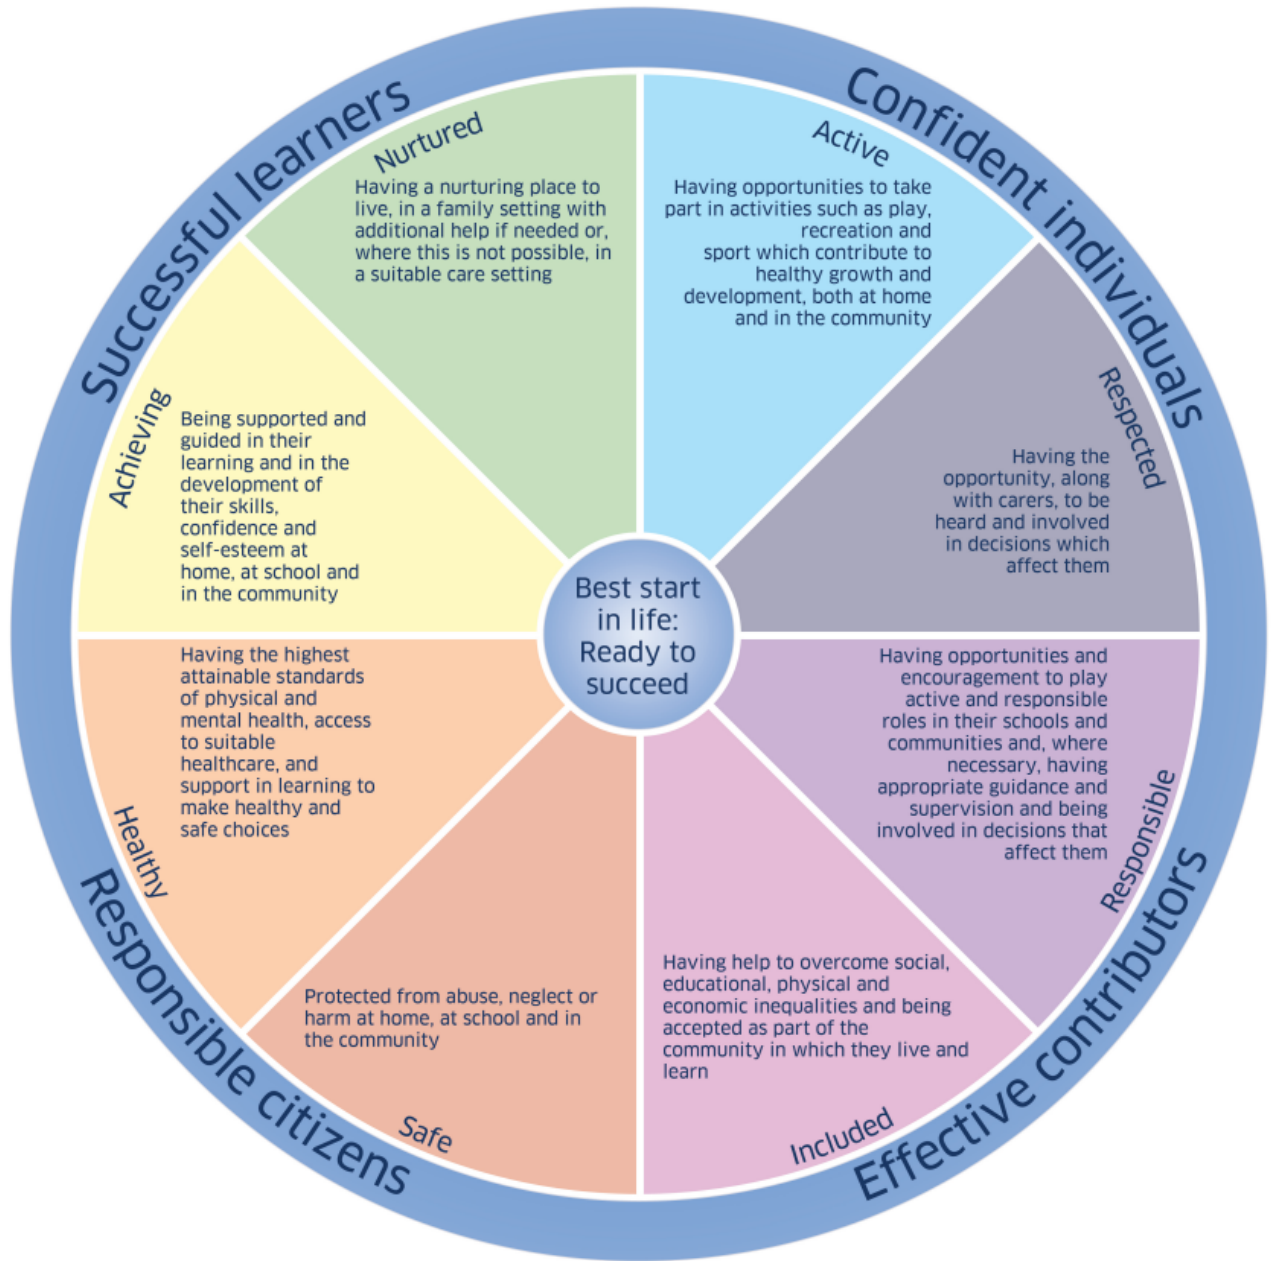 Successful learners
Confident individuals
Nurtured
Having a nurturing place to
live, in a family setting with
additional help if needed or,
where this is not possible, in
a suitable care setting
Active
Having opportunities to take
part in activities such as play,
recreation and
sport which contribute to
healthy growth and
development, both at home
and in the community
Achieving
Being supported and
guided in their
learning and in the
development of
their skills,
confidence and
self-esteem at
home, at school and
in the community
Respected
Having the
opportunity, along
with carers, to be
heard and involved
in decisions which
affect them
Best start
in life:
Ready to
succeed
Having the highest
attainable standards
of physical and
mental health, access
to suitable
healthcare, and
support in learning to
make healthy and
safe choices
Healthy
Having opportunities and
encouragement to play
active and responsible
roles in their schools and
communities and, where
necessary, having
appropriate guidance and
supervision and being
involved in decisions that
affect them
Responsible
Protected from abuse, neglect or
harm at home, at school and in
the community
Safe
Having help to overcome social,
educational, physical and
economic inequalities and being
accepted as part of the
community in which they live and
learn
Included
Responsible citizens
Effective contributors